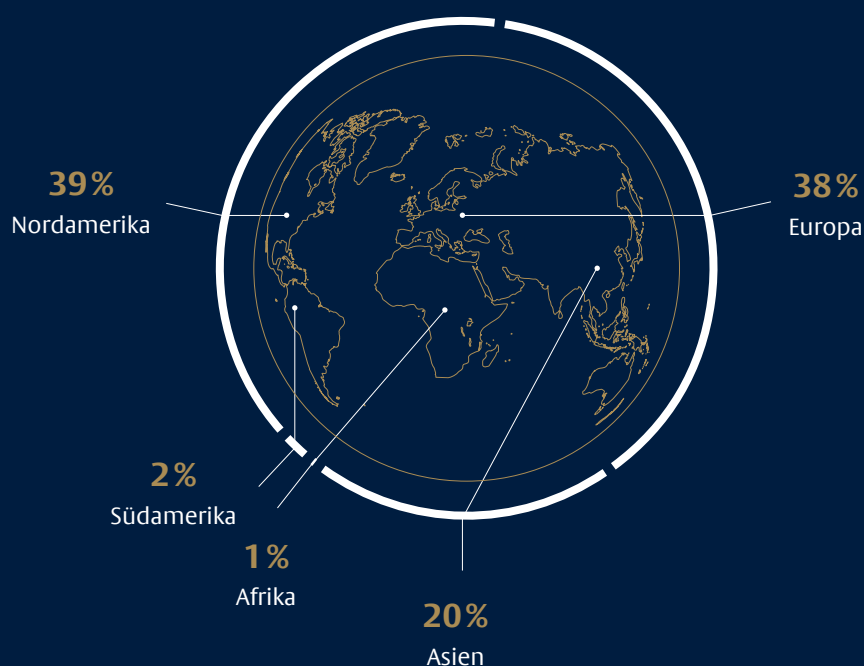 39%
Nordamerika
38%
Europa
2%
Südamerika
1%
Afrika
20%
Asien